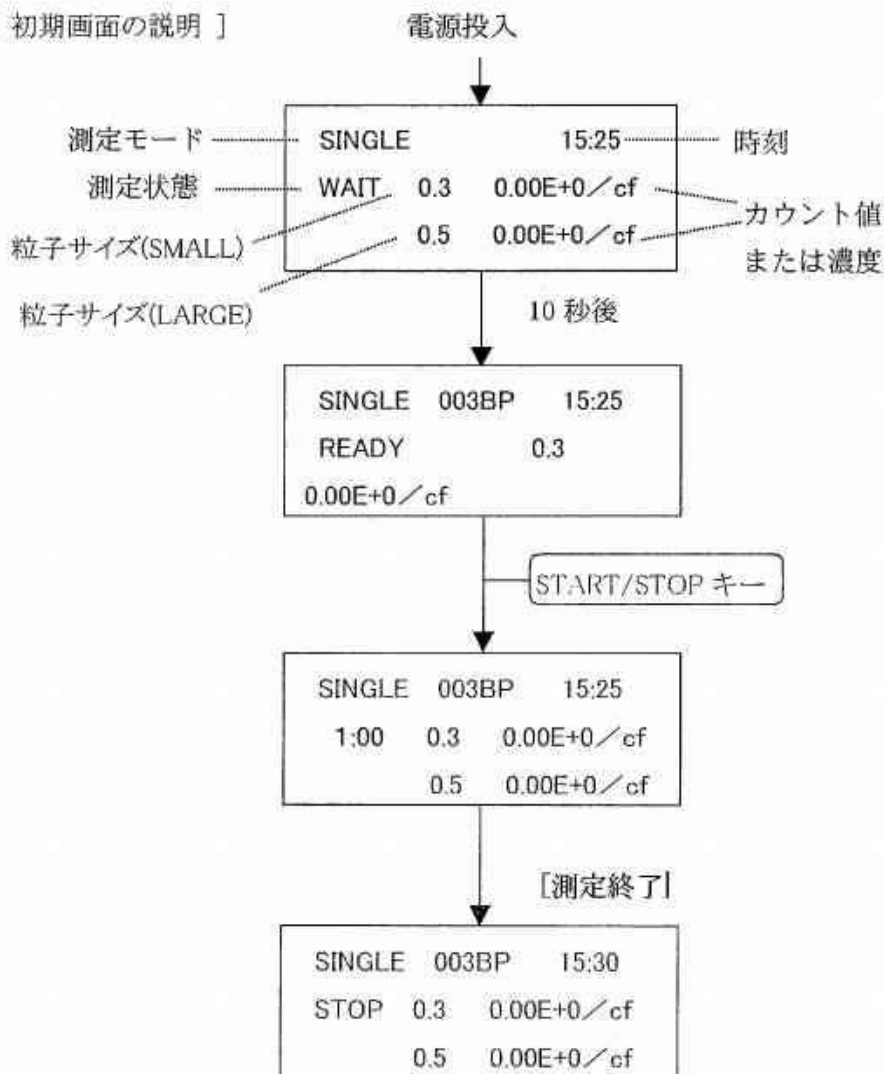 初期画面の説明 ]
電源投入
測定モード
SINGLE 15:25
時刻
測定状態
WAIT 0.3 0.00E+0／cf
粒子サイズ(SMALL)
0.5 0.00E+0／cf
カウント値
または濃度
粒子サイズ(LARGE)
10 秒後
SINGLE 003BP 15:25
READY 0.3
0.00E+0／cf
START/STOP キー
SINGLE 003BP 15:25
1:00 0.3 0.00E+0／cf
0.5 0.00E+0／cf
[測定終了]
SINGLE 003BP 15:30
STOP 0.3 0.00E+0／cf
0.5 0.00E+0／cf